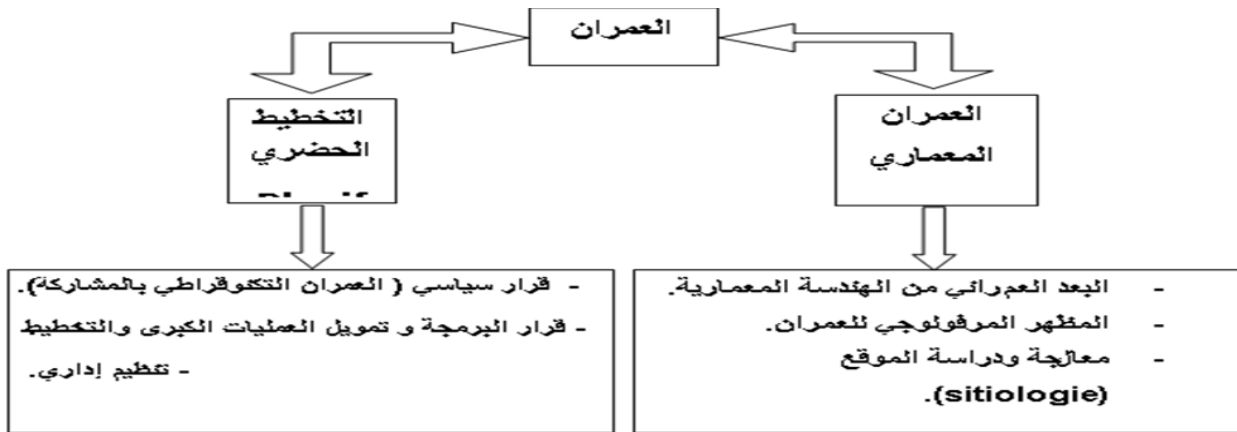 العمران
العمران
المعماري
التخطيط
الحضري
- البعد العمرائي من الهندسة المعمارية.
- المظهر المرفولوجي للعمران.
- معالجة ودراسة الموقع
(sitiologie).
- قرار سياسي ( العمران التكنوقراطي بالمشاركة).
- قرار البرمجة و تمويل العمليات الكبرى والتخطيط
- تنظيم إداري.